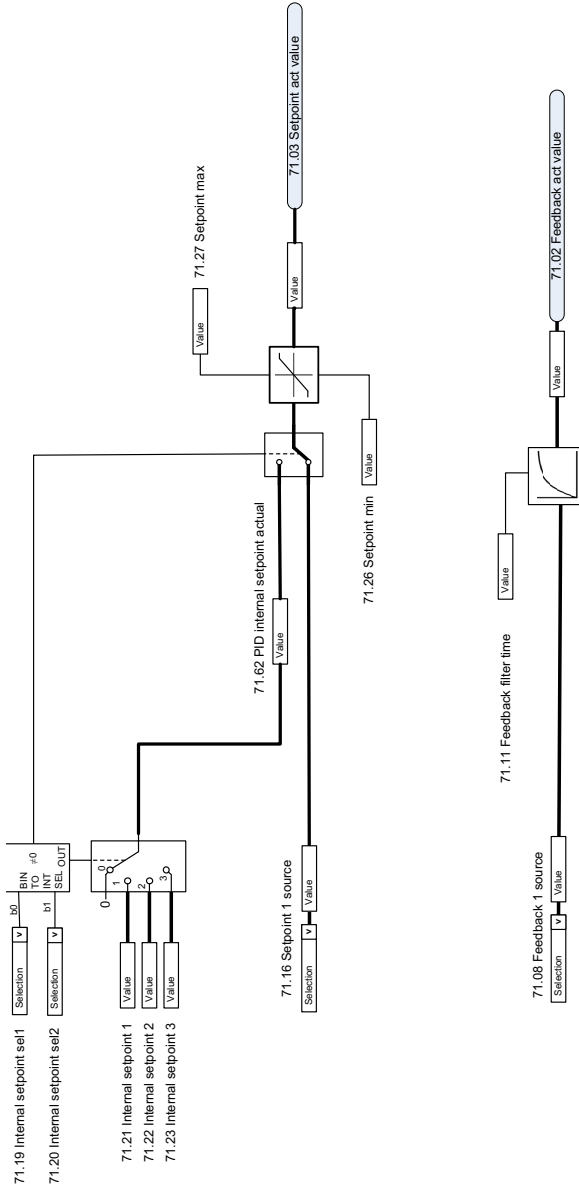 71.19 Internal setpoint sel1
Selection v
b0
71.20 Internal setpoint sel2
Selection v
b1
BIN
TO
INT
SEL OUT
≠0
0
0
1
2
3
71.21 Internal setpoint 1
Value
71.22 Internal setpoint 2
Value
71.23 Internal setpoint 3
Value
71.62 PID internal setpoint actual
Value
71.16 Setpoint 1 source
Selection v Value
71.27 Setpoint max
Value
71.26 Setpoint min
Value
Value
71.03 Setpoint act value
71.11 Feedback filter time
Value
71.08 Feedback 1 source
Selection v Value
Value
71.02 Feedback act value